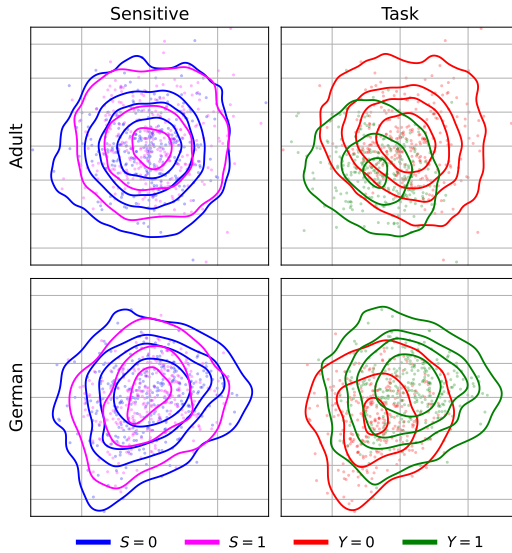 Sensitive Task
Adult
German
S = 0 S = 1 Y = 0 Y = 1